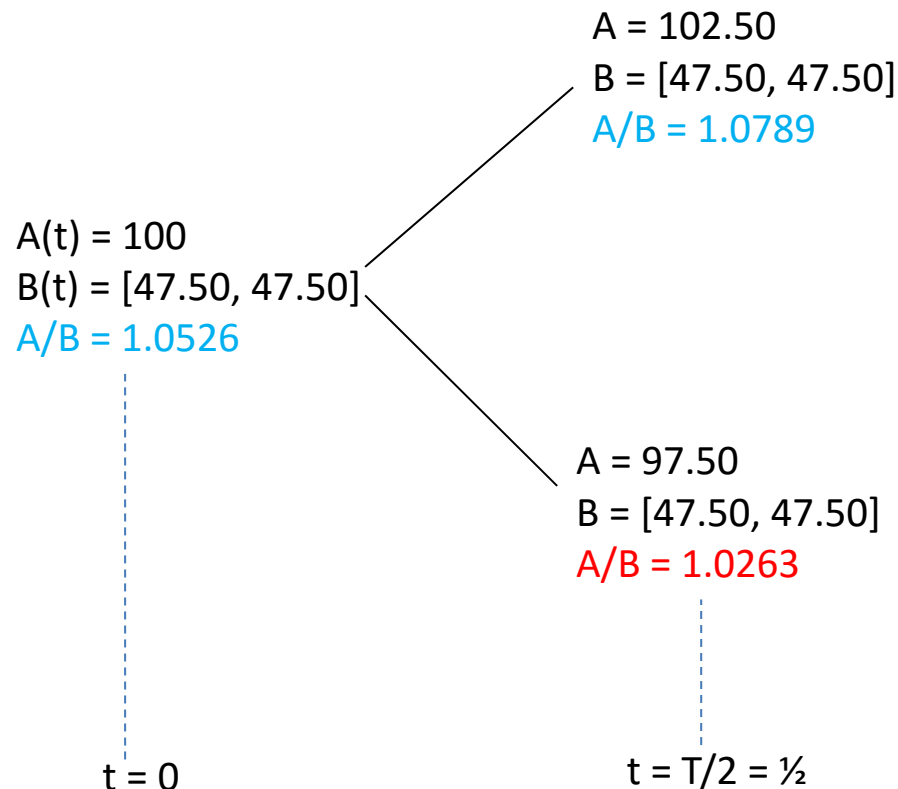 A = 102.50
B = [47.50, 47.50]
A/B = 1.0789
A(t) = 100
B(t) = [47.50, 47.50]
A/B = 1.0526
A = 97.50
B = [47.50, 47.50]
A/B = 1.0263
t = 0
t = T/2 = ½